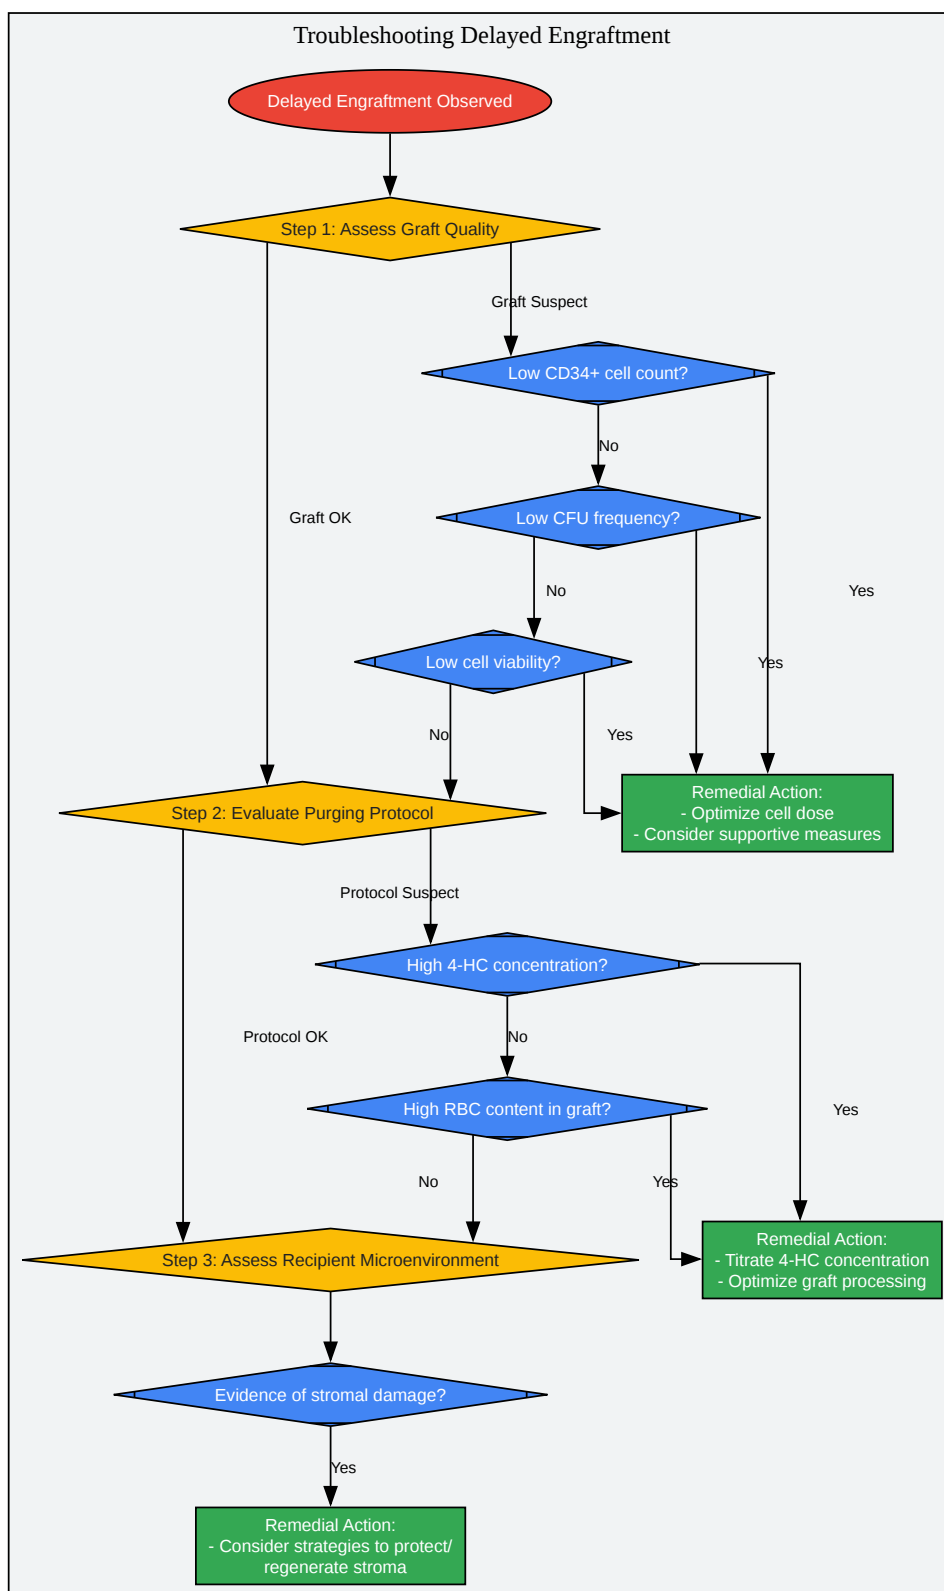 Troubleshooting Delayed Engraftment
Delayed Engraftment Observed
Step 1: Assess Graft Quality
Graft Suspect
Low CD34+ cell count?
No
Graft OK
Low CFU frequency?
No
Yes
Low cell viability?
Yes
No
Yes
Remedial Action:
- Optimize cell dose
- Consider supportive measures
Step 2: Evaluate Purging Protocol
Protocol Suspect
High 4-HC concentration?
Protocol OK
No
High RBC content in graft?
Yes
No
Yes
Remedial Action:
- Titrate 4-HC concentration
- Optimize graft processing
Step 3: Assess Recipient Microenvironment
Evidence of stromal damage?
Yes
Remedial Action:
- Consider strategies to protect/
regenerate stroma